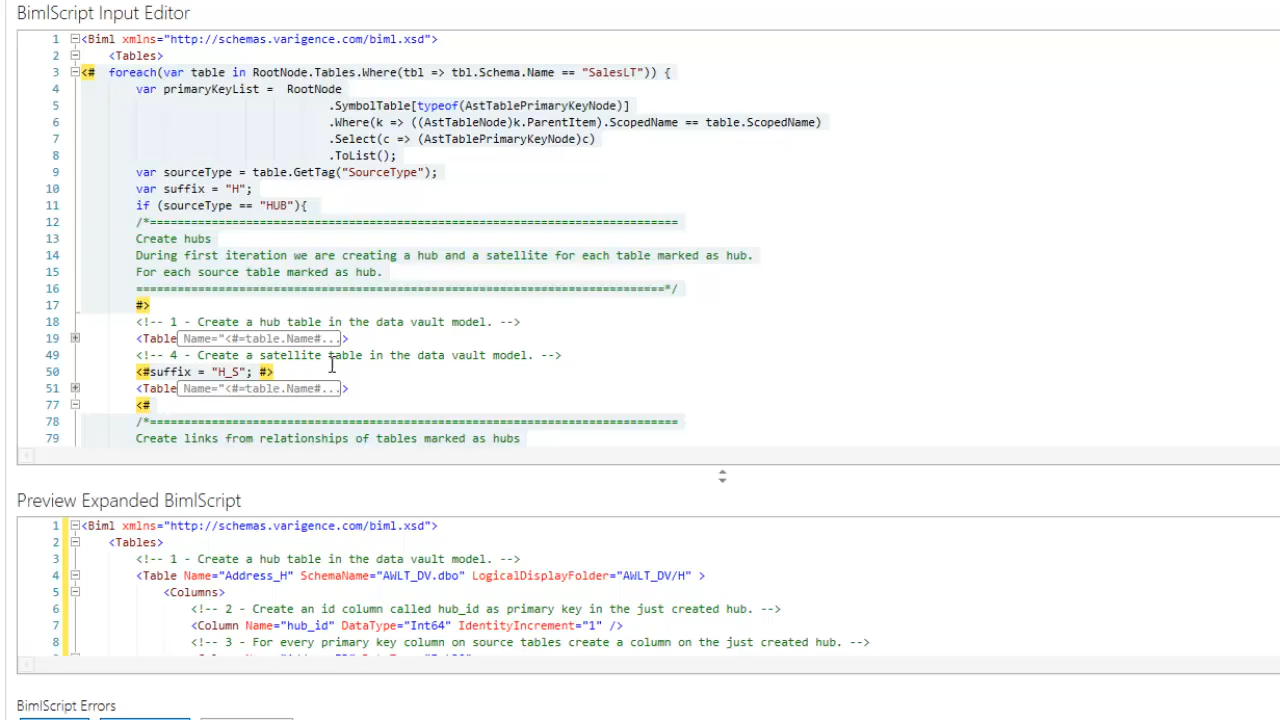 BimlScript Input Editor
1 <Biml xmlns="http://schemas.varigence.com/biml.xsd">
2 <Tables>
3 <# foreach(var table in RootNode.Tables.Where(tbl => tbl.Schema.Name == "SalesLT")) {
4 var primaryKeyList = RootNode
5 .SymbolTable[typeof(AstTablePrimaryKeyNode)]
6 .Where(k => ((AstTableNode)k.ParentItem).ScopedName == table.ScopedName)
7 .Select(c => (AstTablePrimaryKeyNode)c)
8 .ToList();
9 var sourceType = table.GetTag("SourceType");
10 var suffix = "H";
11 if (sourceType == "HUB"){
12 /*==============================================================================
13 Create hubs
14 During first iteration we are creating a hub and a satellite for each table marked as hub.
15 For each source table marked as hub.
16 ==============================================================================*/
17 #>
18 <!-- 1 - Create a hub table in the data vault model. -->
19 <Table Name="<#=table.Name#...>
49 <!-- 4 - Create a satellite table in the data vault model. -->
50 <#suffix = "H_S"; #>
51 <Table Name="<#=table.Name#...>
77 <#
78 /*==============================================================================
79 Create links from relationships of tables marked as hubs
Preview Expanded BimlScript
1 <Biml xmlns="http://schemas.varigence.com/biml.xsd">
2 <Tables>
3 <!-- 1 - Create a hub table in the data vault model. -->
4 <Table Name="Address_H" SchemaName="AWLT_DV.dbo" LogicalDisplayFolder="AWLT_DV/H" >
5 <Columns>
6 <!-- 2 - Create an id column called hub_id as primary key in the just created hub. -->
7 <Column Name="hub_id" DataType="Int64" IdentityIncrement="1" />
8 <!-- 3 - For every primary key column on source tables create a column on the just created hub. -->
BimlScript Errors